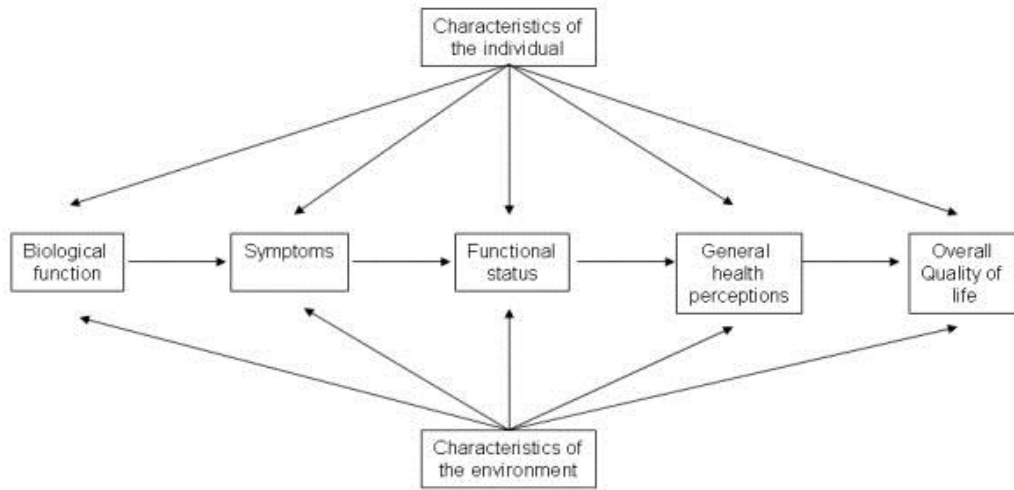 Characteristics of
the individual
Biological
function
Symptoms
Functional
status
General
health
perceptions
Overall
Quality of
life
Characteristics of
the environment